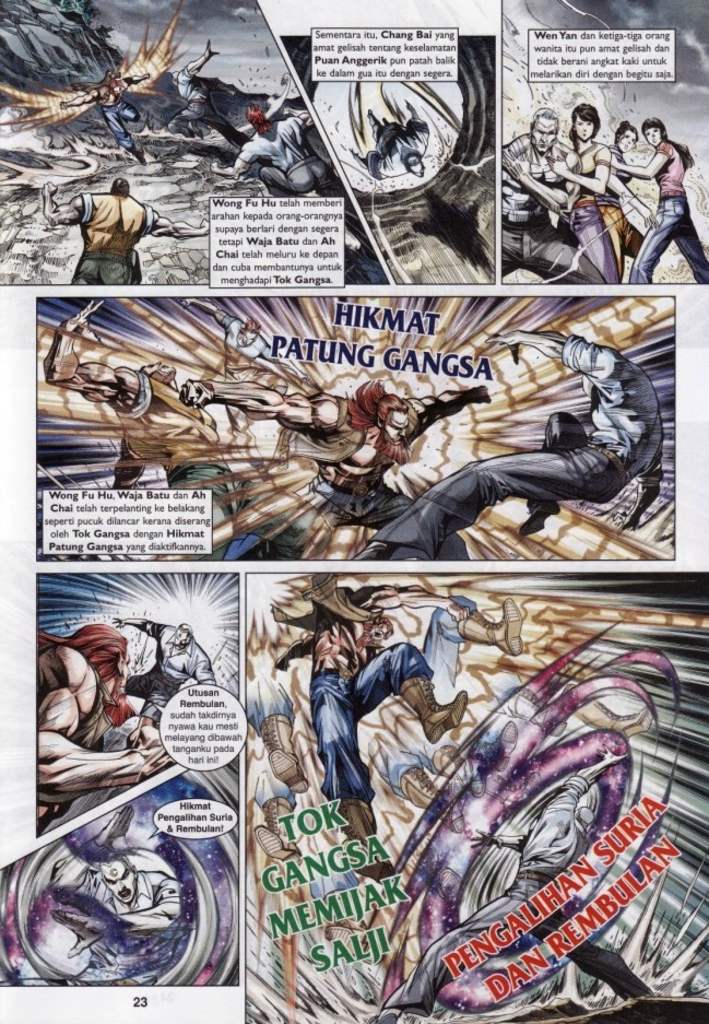 Wong Fu Hu telah memberi
arahan kepada orang-orangnya
supaya berlari dengan segera
tetapi Waja Batu dan Ah
Chai telah meluru ke depan
dan cuba membantunya untuk
menghadapi Tok Gangsa.
Sementara itu, Chang Bai yang
amat gelisah tentang keselamatan
Puan Anggerik pun patah balik
ke dalam gua itu dengan segera.
Wen Yan dan ketiga-tiga orang
wanita itu pun amat gelisah dan
tidak berani angkat kaki untuk
melarikan diri dengan begitu saja.
HIKMAT
PATUNG GANGSA
Wong Fu Hu, Waja Batu dan Ah
Chai telah terpelanting ke belakang
seperti pucuk dilancar kerana diserang
oleh Tok Gangsa dengan Hikmat
Patung Gangsa yang diaktifkannya.
Utusan
Rembulan,
sudah takdirnya
nyawa kau mesti
melayang dibawah
tanganku pada
hari ini!
Hikmat
Pengalihan Suria
& Rembulan!
TOK
GANGSA
MEMIJAK
SALJI
PENGALIHAN SURIA
DAN REMBULAN
23